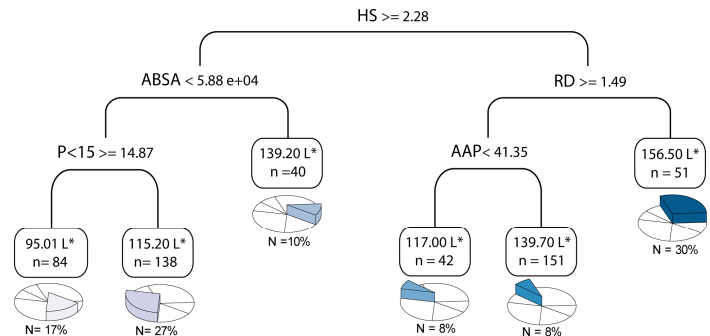 HS >= 2.28
ABSA < 5.88 e+04
RD >= 1.49
P<15 >= 14.87
139.20 L*
n =40
AAP< 41.35
156.50 L*
n = 51
N =10%
N = 30%
95.01 L*
n= 84
115.20 L*
n= 138
117.00 L*
n = 42
139.70 L*
n = 151
N= 17%
N= 27%
N= 8%
N= 8%